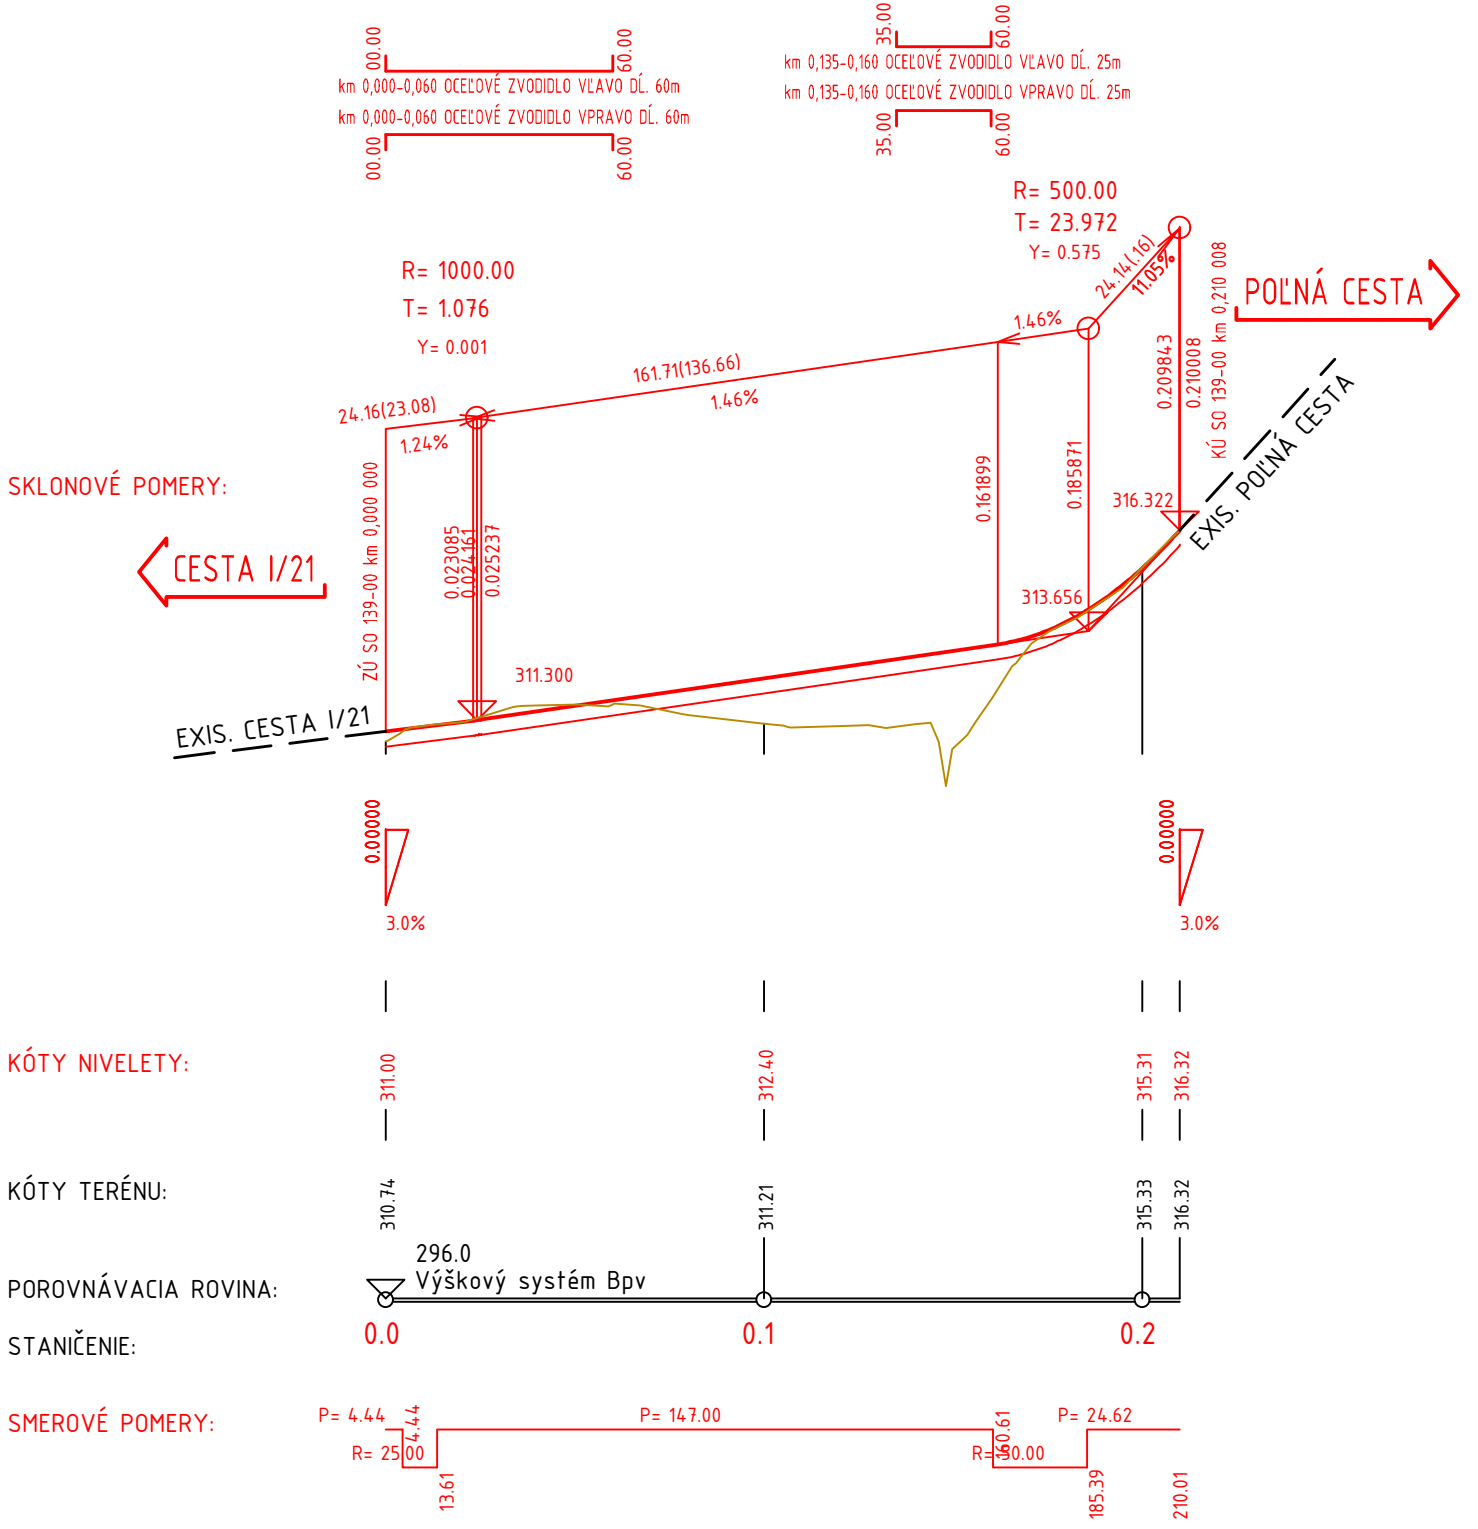 00.00
60.00
km 0,000-0,060 OCEĽOVÉ ZVODIDLO VĽAVO DĹ. 60m
km 0,000-0,060 OCEĽOVÉ ZVODIDLO VPRAVO DĹ. 60m
00.00
60.00
35.00
60.00
km 0,135-0,160 OCEĽOVÉ ZVODIDLO VĽAVO DĹ. 25m
km 0,135-0,160 OCEĽOVÉ ZVODIDLO VPRAVO DĹ. 25m
35.00
60.00
R= 500.00
T= 23.972
Y= 0.575
R= 1000.00
T= 1.076
Y= 0.001
24.14(.16)
11.05%
POĽNÁ CESTA
1.46%
161.71(136.66)
1.46%
24.16(23.08)
1.24%
0.209843
0.210008
KÚ SO 139-00 km 0,210 008
SKLONOVÉ POMERY:
ZÚ SO 139-00 km 0,000 000
0.023085
0.024161
0.025237
0.161899
0.185871
316.322
EXIS. POĽNÁ CESTA
CESTA I/21
313.656
311.300
EXIS. CESTA I/21
0.00000
3.0%
0.00000
3.0%
KÓTY NIVELETY:
311.00
312.40
315.31
316.32
KÓTY TERÉNU:
310.74
311.21
315.33
316.32
POROVNÁVACIA ROVINA:
296.0
Výškový systém Bpv
STANIČENIE:
0.0
0.1
0.2
SMEROVÉ POMERY:
P= 4.44
4.44
R= 25.00
13.61
P= 147.00
160.61
R= 30.00
P= 24.62
185.39
210.01